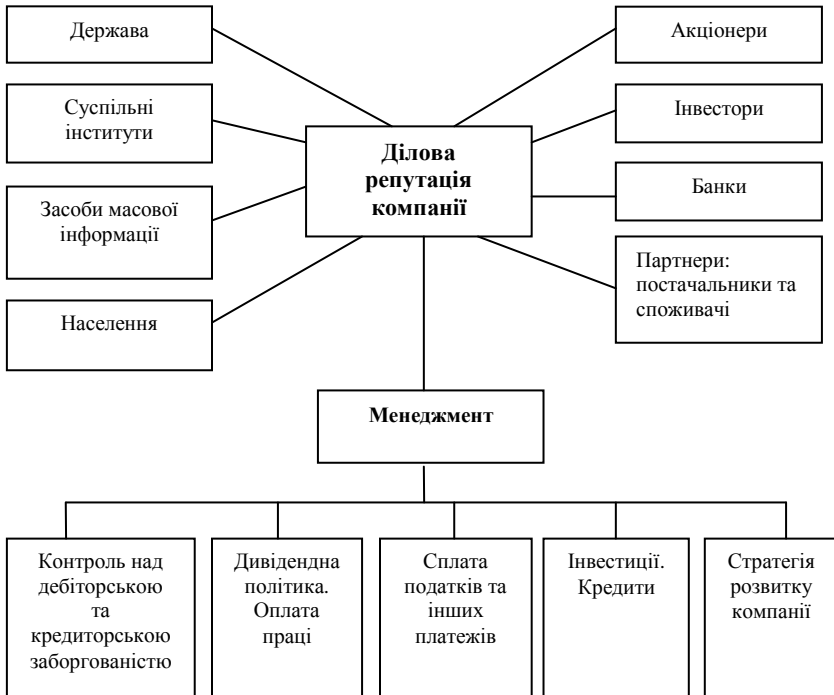 Держава
Суспільні
інститути
Засоби масової
інформації
Населення
Ділова
репутація
компанії
Акціонери
Інвестори
Банки
Партнери:
постачальники та
споживачі
Менеджмент
Контроль над
дебіторською
та
кредиторською
заборгованістю
Дивідендна
політика.
Оплата
праці
Сплата
податків та
інших
платежів
Інвестиції.
Кредити
Стратегія
розвитку
компанії